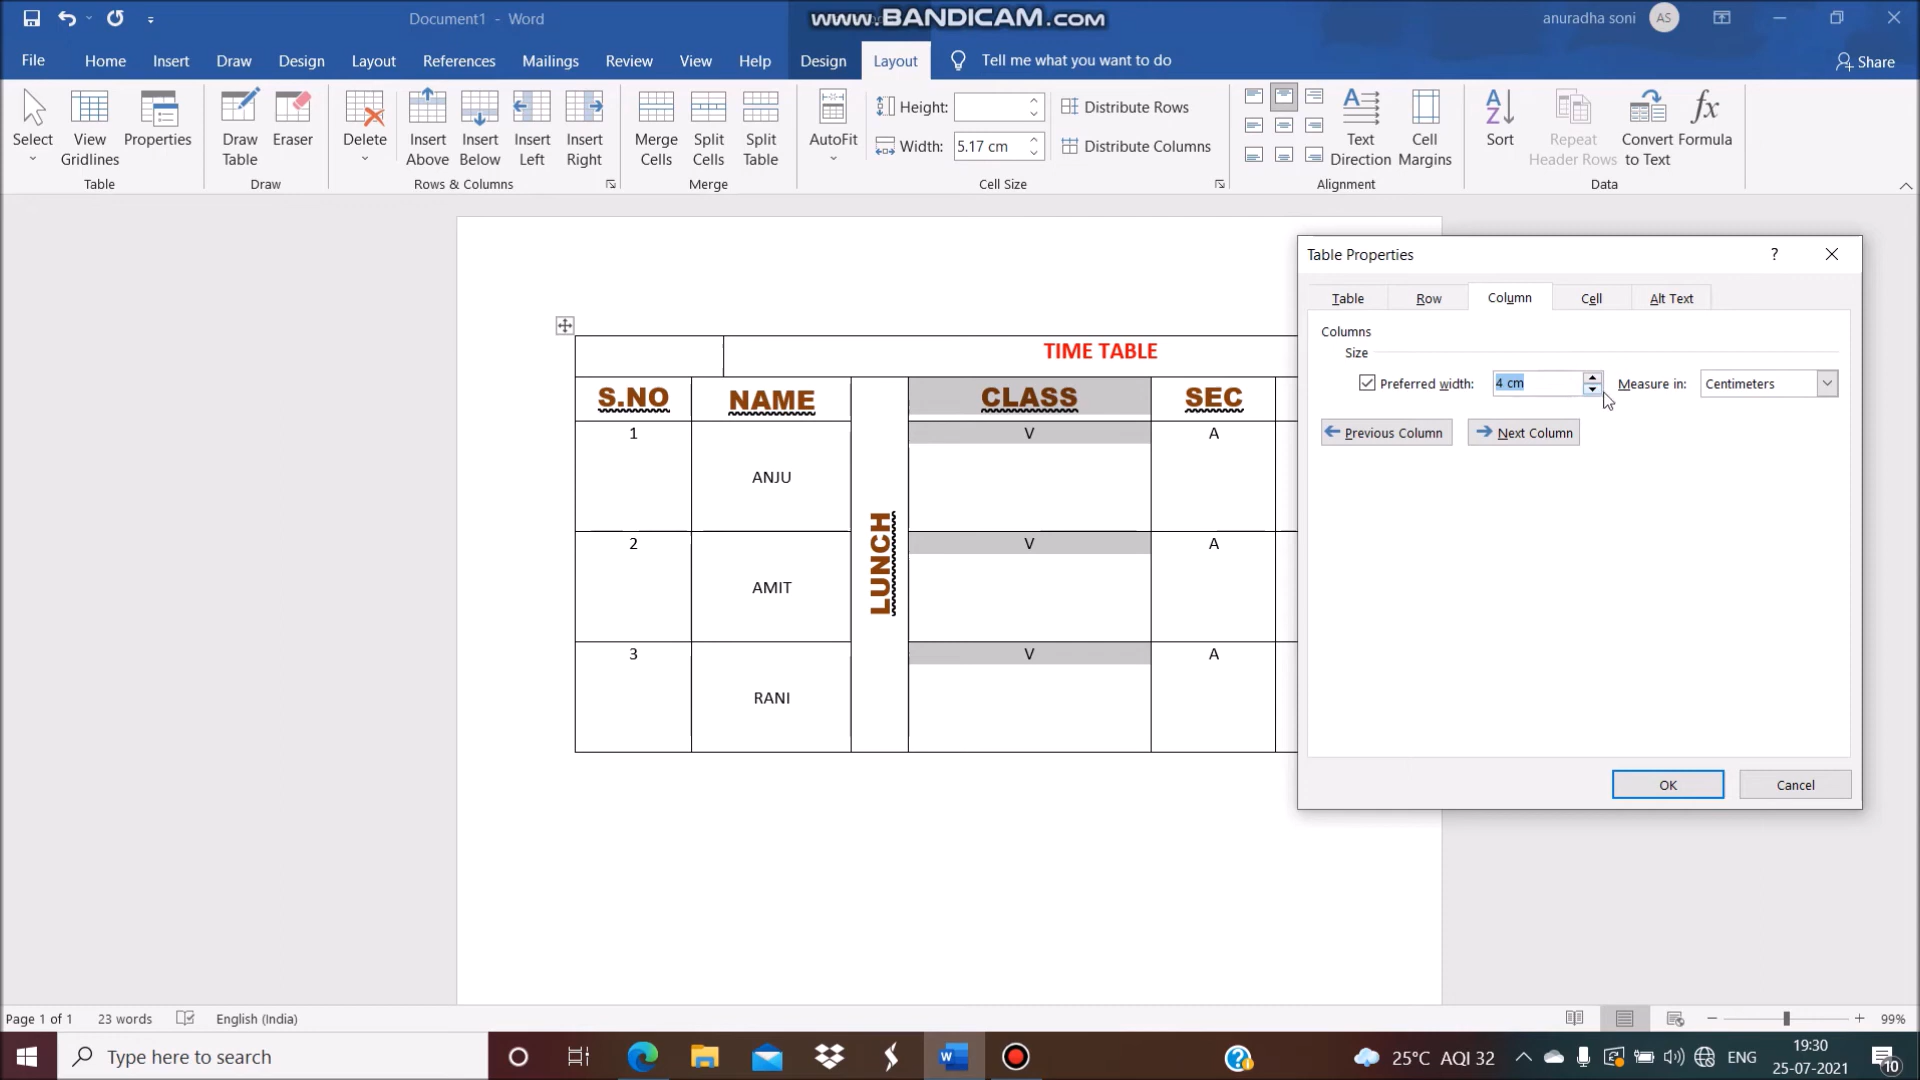 Document1 - Word
www.BANDICAM.com
anuradha soni
AS
File
Home
Insert
Draw
Design
Layout
References
Mailings
Review
View
Help
Design
Layout
Tell me what you want to do
Share
Select
View
Gridlines
Properties
Draw
Table
Eraser
Delete
Insert
Above
Insert
Below
Insert
Left
Insert
Right
Merge
Cells
Split
Cells
Split
Table
AutoFit
Height:
Width: 5.17 cm
Distribute Rows
Distribute Columns
Text
Direction
Cell
Margins
Sort
Repeat
Header Rows
Convert
to Text
fx
Formula
Table
Draw
Rows & Columns
Merge
Cell Size
Alignment
Data
TIME TABLE
S.NO NAME CLASS SEC
LUNCH
1 ANJU V A
2 AMIT V A
3 RANI V A
Table Properties
?
Table
Row
Column
Cell
Alt Text
Columns
Size
Preferred width: 4 cm Measure in: Centimeters
Previous Column
Next Column
OK
Cancel
Page 1 of 1
23 words
English (India)
99%
Type here to search
25°C AQI 32
ENG
19:30
25-07-2021
10